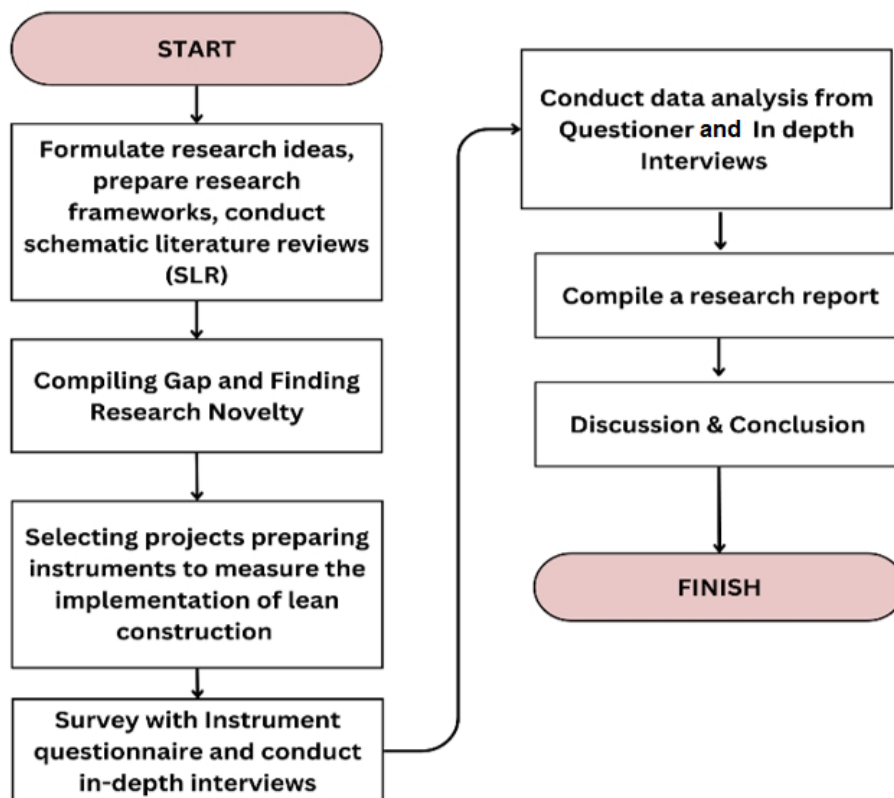 START
Formulate research ideas,
prepare research
frameworks, conduct
schematic literature reviews
(SLR)
Compiling Gap and Finding
Research Novelty
Selecting projects preparing
instruments to measure the
implementation of lean
construction
Survey with Instrument
questionnaire and conduct
in-depth interviews
Conduct data analysis from
Questioner and In depth
Interviews
Compile a research report
Discussion & Conclusion
FINISH